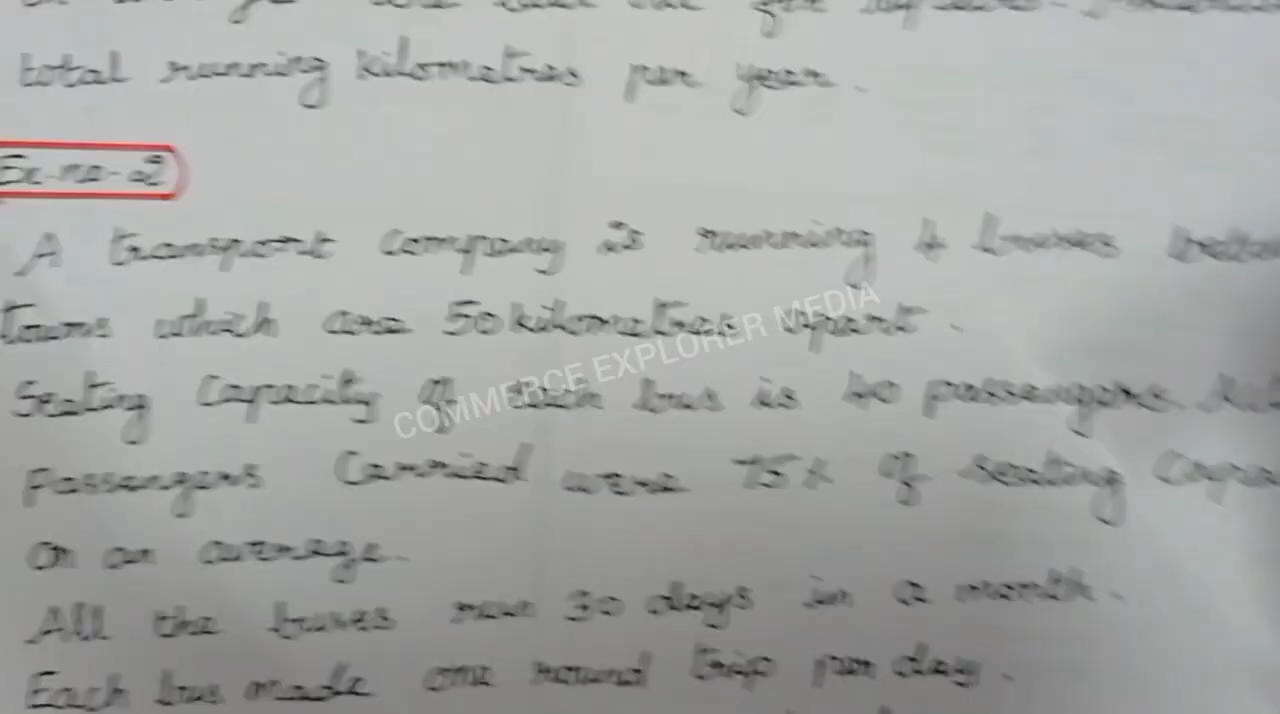 total running kilometres per year.
Ex-no-2
A transport company is running 4 buses
towns which are 50 kilometres apart.
Seating capacity of each bus is 40 passengers.
Passengers carried were 75% of seating
on an average.
All the buses run 30 days in a month.
Each bus made one round trip per day.
COMMERCE EXPLORER MEDIA